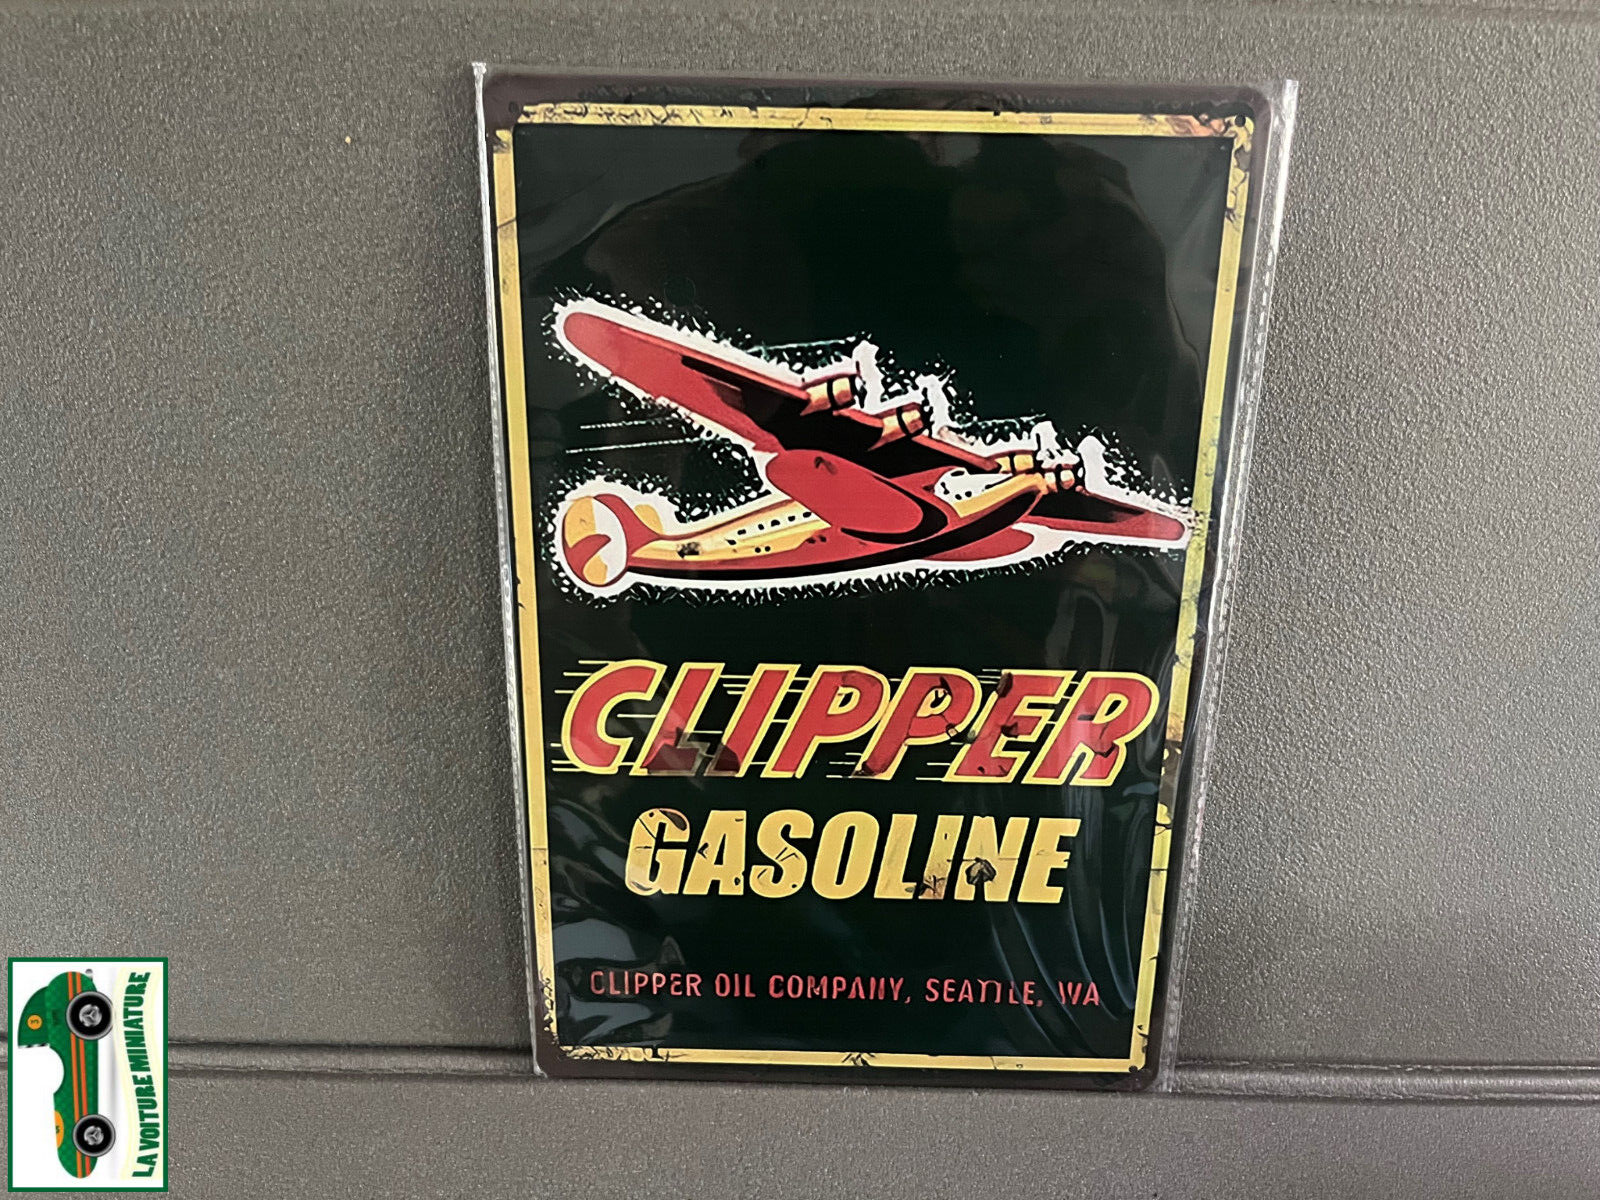 CLIPPER
GASOLINE
CLIPPER OIL COMPANY, SEATTLE, WA
LA VOITURE MINIATURE